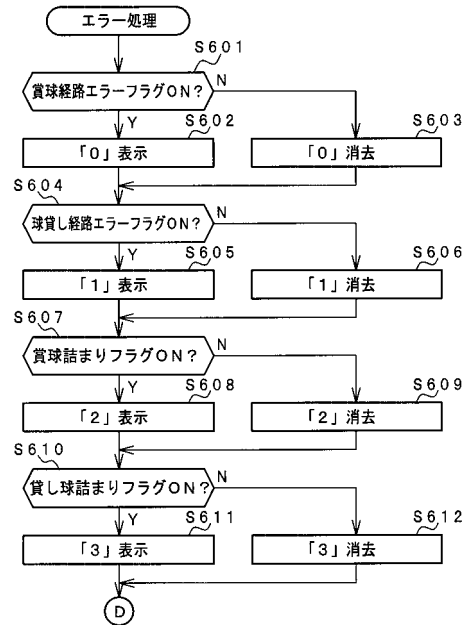 エラー処理
S601
賞球経路エラーフラグON?
N
Y
S602
「0」表示
S603
「0」消去
S604
球貸し経路エラーフラグON?
N
Y
S605
「1」表示
S606
「1」消去
S607
賞球詰まりフラグON?
N
Y
S608
「2」表示
S609
「2」消去
S610
貸し球詰まりフラグON?
N
Y
S611
「3」表示
S612
「3」消去
D